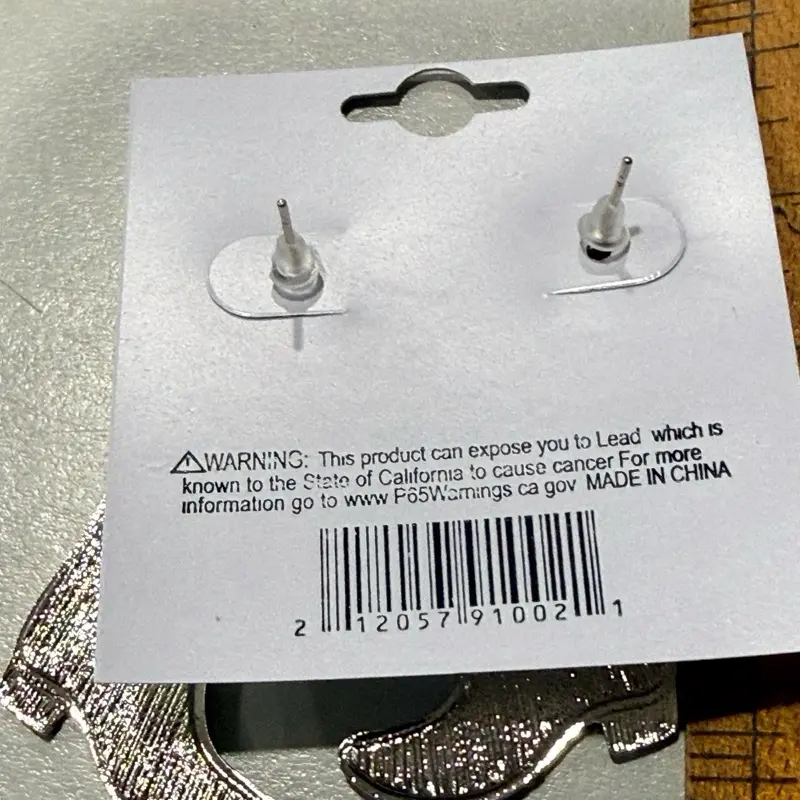 ⚠WARNING: This product can expose you to Lead which is
known to the State of California to cause cancer For more
information go to www P65Warnings ca gov MADE IN CHINA
2 12057 91002 1